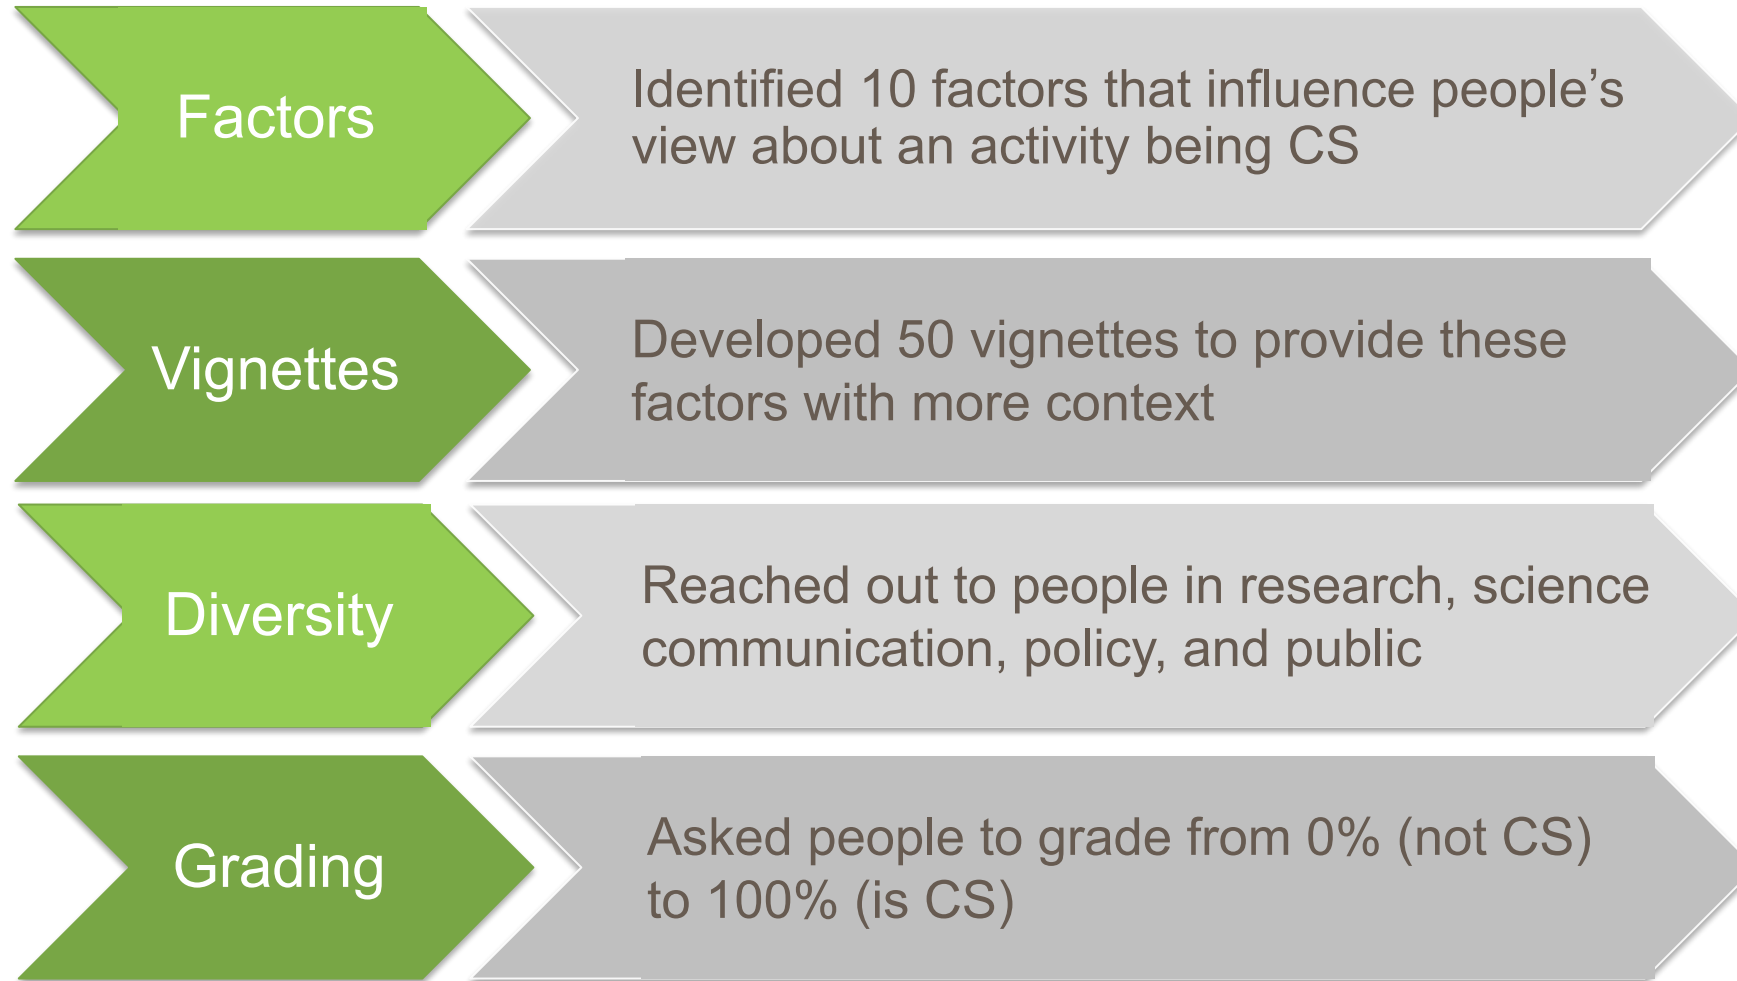 Factors
Identified 10 factors that influence people’s
view about an activity being CS
Vignettes
Developed 50 vignettes to provide these
factors with more context
Diversity
Reached out to people in research, science
communication, policy, and public
Grading
Asked people to grade from 0% (not CS)
to 100% (is CS)